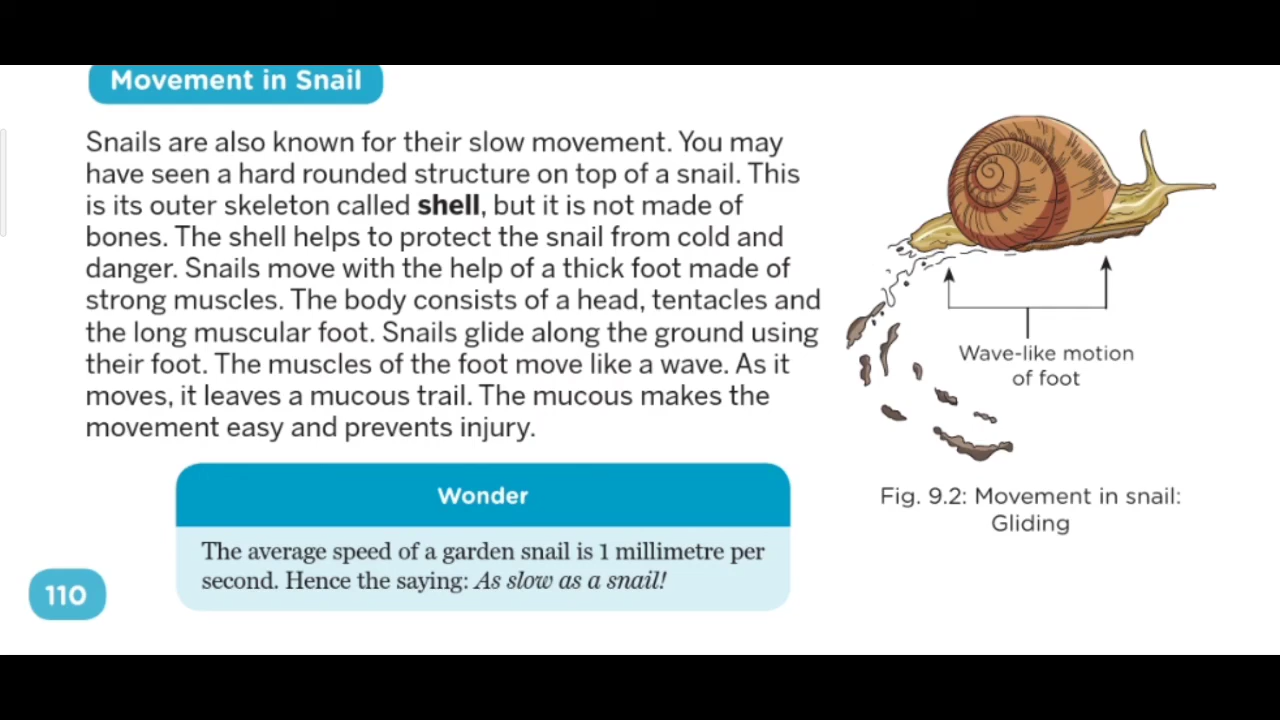 Movement in Snail
Snails are also known for their slow movement. You may
have seen a hard rounded structure on top of a snail. This
is its outer skeleton called shell, but it is not made of
bones. The shell helps to protect the snail from cold and
danger. Snails move with the help of a thick foot made of
strong muscles. The body consists of a head, tentacles and
the long muscular foot. Snails glide along the ground using
their foot. The muscles of the foot move like a wave. As it
moves, it leaves a mucous trail. The mucous makes the
movement easy and prevents injury.
Wave-like motion
of foot
Fig. 9.2: Movement in snail:
Gliding
Wonder
The average speed of a garden snail is 1 millimetre per
second. Hence the saying: As slow as a snail!
110